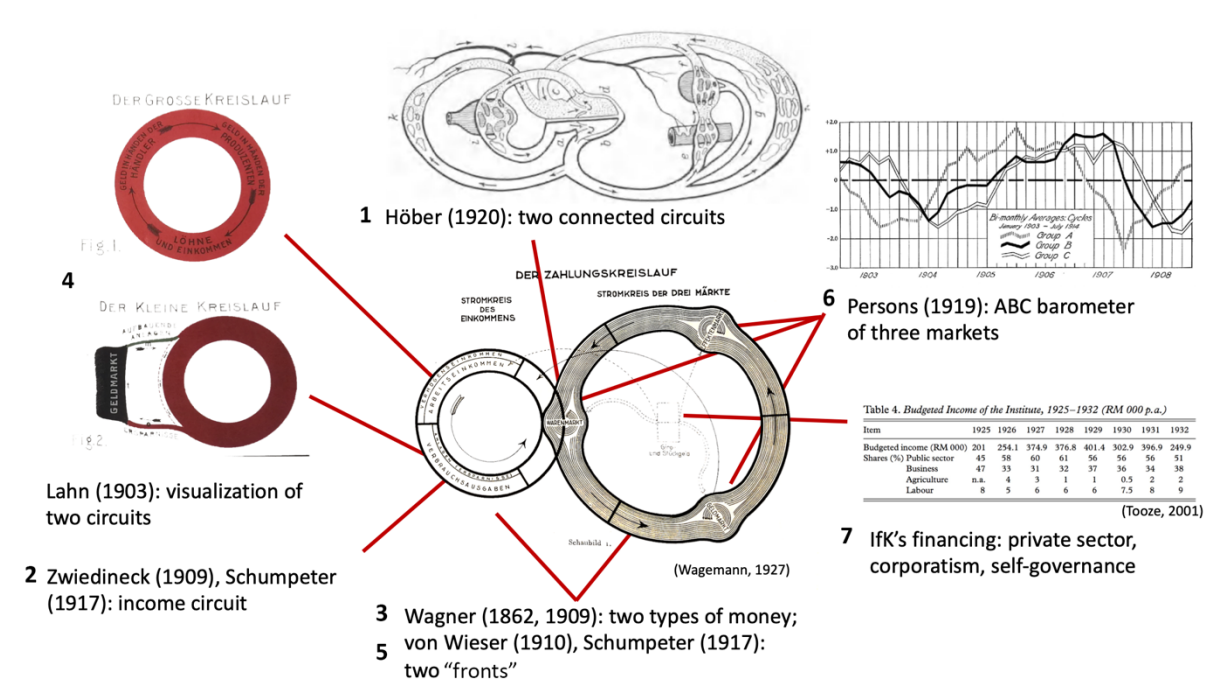 DER GROSSE KREISLAUF
GELD IN HÄNDEN DER HÄNDLER
GELD IN HÄNDEN DER PRODUZENTEN
LÖHNE UND EINKOMMEN
Fig.1.
4
DER KLEINE KREISLAUF
GELDMARKT
Fig.2.
Lahn (1903): visualization of
two circuits
2 Zwiedineck (2009), Schumpeter
(1917): income circuit
1 Höber (1920): two connected circuits
DER ZAHLUNGSKREISLAUF
STROMKREIS
DES
EINKOMMENS
STROMKREIS DER DREI MÄRKTE
ARBEITSEINKOMMEN
VERBRAUCHSAUSGABEN
WARENMARKT
EFFEKTENMARKT
GELDMARKT
Giro-
und Stückgeld
Schaubild 1.
(Wagemann, 1927)
3 Wagner (1862, 1909): two types of money;
5 von Wieser (1910), Schumpeter (1917):
two “fronts”
+2.0
+1.0
0
-1.0
-2.0
-3.0
Bi-monthly Averages: Cycles
January 1903 – July 1914
Group A
Group B
Group C
1903 1904 1905 1906 1907 1908
6 Persons (1919): ABC barometer
of three markets
Table 4. Budgeted Income of the Institute, 1925–1932 (RM 000 p.a.)
Item 1925 1926 1927 1928 1929 1930 1931 1932
Budgeted income (RM 000) 201 254.1 374.9 376.8 401.4 302.9 396.9 249.9
Shares (%) Public sector 45 58 60 61 56 56 56 51
Business 47 33 31 32 37 36 34 38
Agriculture n.a. 4 3 1 1 0.5 2 2
Labour 8 5 6 6 6 7.5 8 9
(Tooze, 2001)
7 IfK’s financing: private sector,
corporatism, self-governance